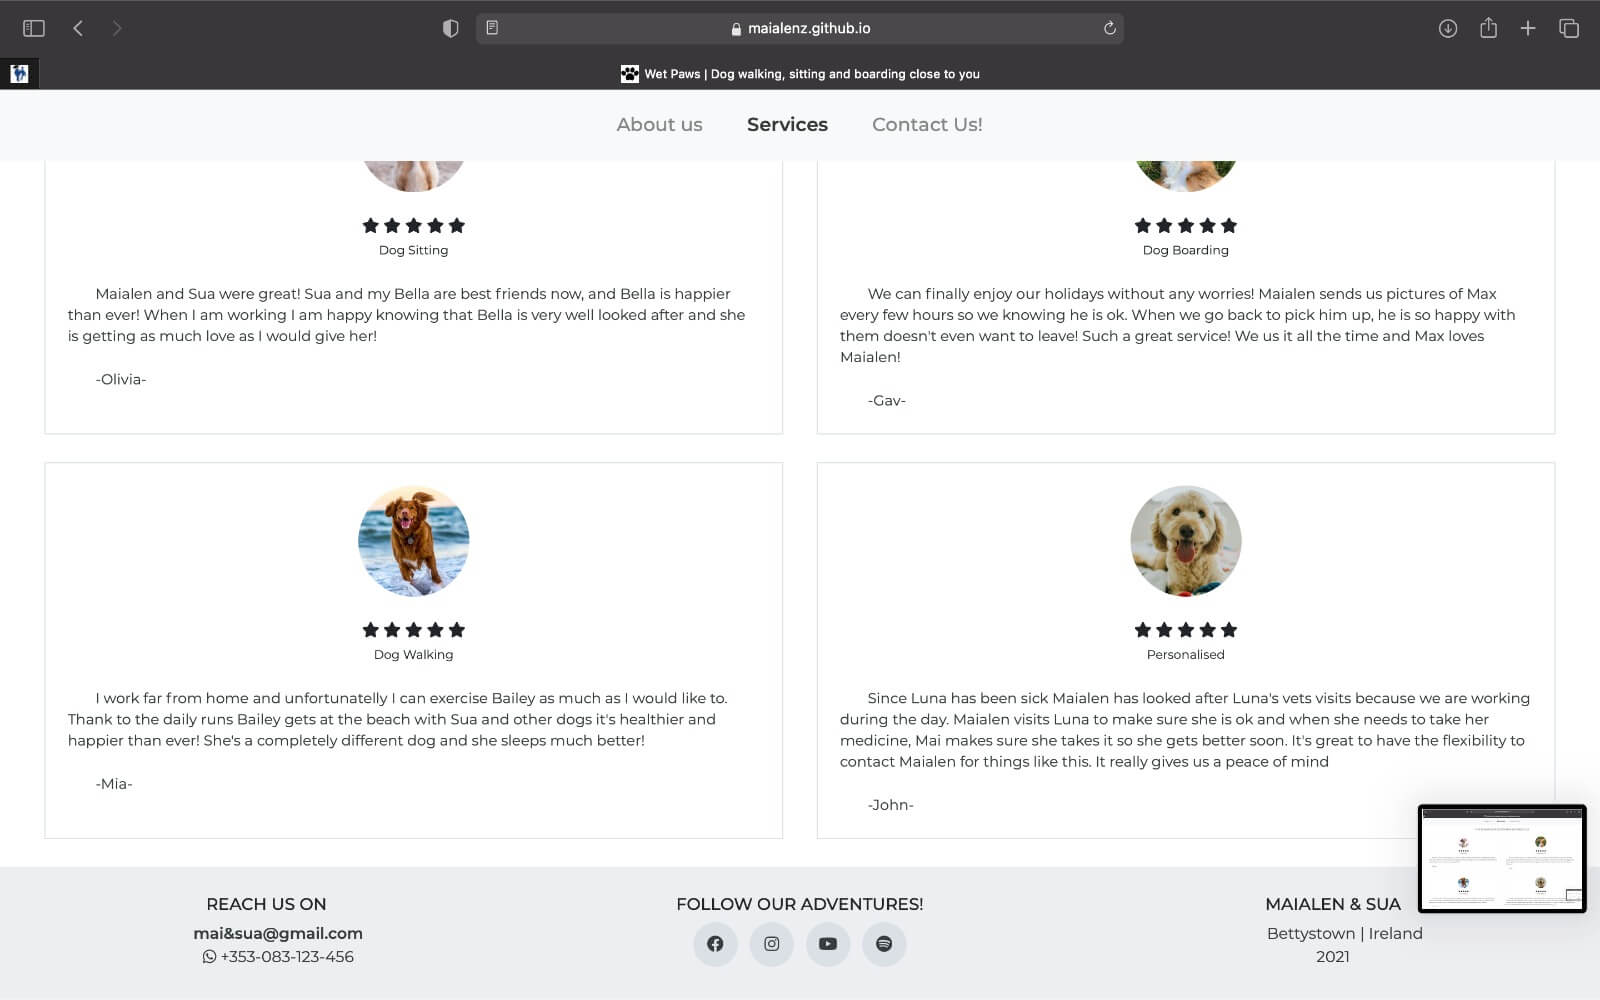 maialenz.github.io
Wet Paws | Dog walking, sitting and boarding close to you
About us
Services
Contact Us!
Dog Sitting
Maialen and Sua were great! Sua and my Bella are best friends now, and Bella is happier
than ever! When I am working I am happy knowing that Bella is very well looked after and she
is getting as much love as I would give her!
-Olivia-
Dog Boarding
We can finally enjoy our holidays without any worries! Maialen sends us pictures of Max
every few hours so we knowing he is ok. When we go back to pick him up, he is so happy with
them doesn't even want to leave! Such a great service! We us it all the time and Max loves
Maialen!
-Gav-
Dog Walking
I work far from home and unfortunatelly I can exercise Bailey as much as I would like to.
Thank to the daily runs Bailey gets at the beach with Sua and other dogs it's healthier and
happier than ever! She's a completely different dog and she sleeps much better!
-Mia-
Personalised
Since Luna has been sick Maialen has looked after Luna's vets visits because we are working
during the day. Maialen visits Luna to make sure she is ok and when she needs to take her
medicine, Mai makes sure she takes it so she gets better soon. It's great to have the flexibility to
contact Maialen for things like this. It really gives us a peace of mind
-John-
REACH US ON
mai&sua@gmail.com
+353-083-123-456
FOLLOW OUR ADVENTURES!
MAIALEN & SUA
Bettystown | Ireland
2021